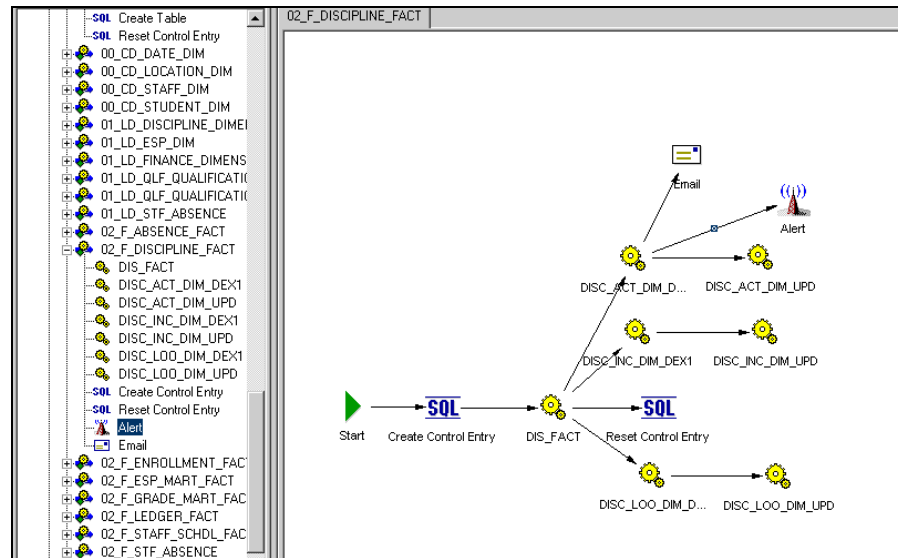 SQL Create Table
SQL Reset Control Entry
00_CD_DATE_DIM
00_CD_LOCATION_DIM
00_CD_STAFF_DIM
00_CD_STUDENT_DIM
01_LD_DISCIPLINE_DIME
01_LD_ESP_DIM
01_LD_FINANCE_DIMENS
01_LD_QLF_QUALIFICATI
01_LD_QLF_QUALIFICATI
01_LD_STF_ABSENCE
02_F_ABSENCE_FACT
02_F_DISCIPLINE_FACT
DIS_FACT
DISC_ACT_DIM_DEX1
DISC_ACT_DIM_UPD
DISC_INC_DIM_DEX1
DISC_INC_DIM_UPD
DISC_LOO_DIM_DEX1
DISC_LOO_DIM_UPD
SQL Create Control Entry
SQL Reset Control Entry
Alert
Email
02_F_ENROLLMENT_FACT
02_F_ESP_MART_FACT
02_F_GRADE_MART_FAC
02_F_LEDGER_FACT
02_F_STAFF_SCHDL_FAC
02_F_STF_ABSENCE
02_F_DISCIPLINE_FACT
Email
Alert
DISC_ACT_DIM_D...
DISC_ACT_DIM_UPD
DISC_INC_DIM_DEX1
DISC_INC_DIM_UPD
SQL
SQL
Start
Create Control Entry
DIS_FACT
Reset Control Entry
DISC_LOO_DIM_D...
DISC_LOO_DIM_UPD